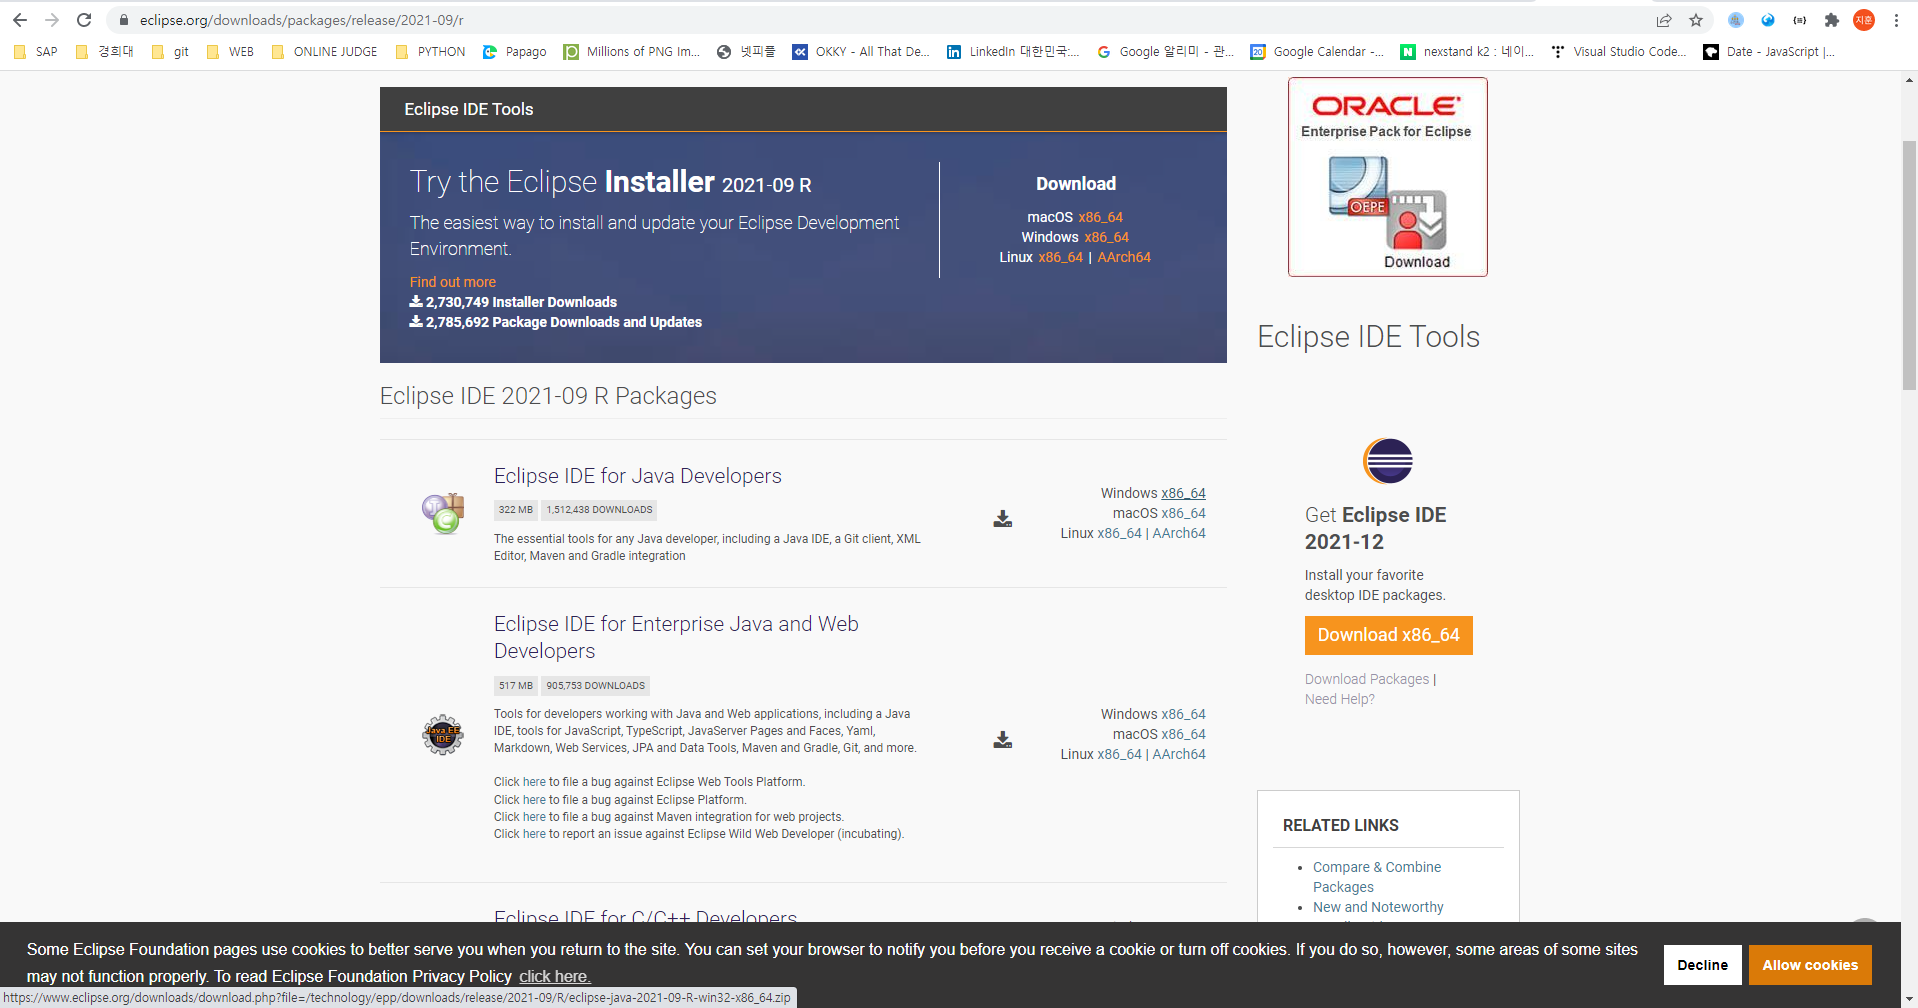 eclipse.org/downloads/packages/release/2021-09/r
지훈
SAP
경희대
git
WEB
ONLINE JUDGE
PYTHON
Papago
Millions of PNG Im...
넷피플
OKKY - All That De...
LinkedIn 대한민국:...
Google 알리미 - 관...
Google Calendar -...
nexstand k2 : 네이...
Visual Studio Code...
Date - JavaScript |...
Eclipse IDE Tools
Try the Eclipse Installer 2021-09 R
The easiest way to install and update your Eclipse Development
Environment.
Find out more
2,730,749 Installer Downloads
2,785,692 Package Downloads and Updates
Download
macOS x86_64
Windows x86_64
Linux x86_64 | AArch64
ORACLE
Enterprise Pack for Eclipse
OEPE
Download
Eclipse IDE Tools
Eclipse IDE 2021-09 R Packages
Eclipse IDE for Java Developers
322 MB 1,512,438 DOWNLOADS
The essential tools for any Java developer, including a Java IDE, a Git client, XML
Editor, Maven and Gradle integration
Windows x86_64
macOS x86_64
Linux x86_64 | AArch64
Eclipse IDE for Enterprise Java and Web
Developers
517 MB 905,753 DOWNLOADS
Java EE
IDE
Tools for developers working with Java and Web applications, including a Java
IDE, tools for JavaScript, TypeScript, JavaServer Pages and Faces, Yaml,
Markdown, Web Services, JPA and Data Tools, Maven and Gradle, Git, and more.
Click here to file a bug against Eclipse Web Tools Platform.
Click here to file a bug against Eclipse Platform.
Click here to file a bug against Maven integration for web projects.
Click here to report an issue against Eclipse Wild Web Developer (incubating).
Windows x86_64
macOS x86_64
Linux x86_64 | AArch64
Eclipse IDE for C/C++ Developers
Get Eclipse IDE
2021-12
Install your favorite
desktop IDE packages.
Download x86_64
Download Packages |
Need Help?
RELATED LINKS
• Compare & Combine
Packages
• New and Noteworthy
Some Eclipse Foundation pages use cookies to better serve you when you return to the site. You can set your browser to notify you before you receive a cookie or turn off cookies. If you do so, however, some areas of some sites
may not function properly. To read Eclipse Foundation Privacy Policy click here.
Decline
Allow cookies
https://www.eclipse.org/downloads/download.php?file=/technology/epp/downloads/release/2021-09/R/eclipse-java-2021-09-R-win32-x86_64.zip